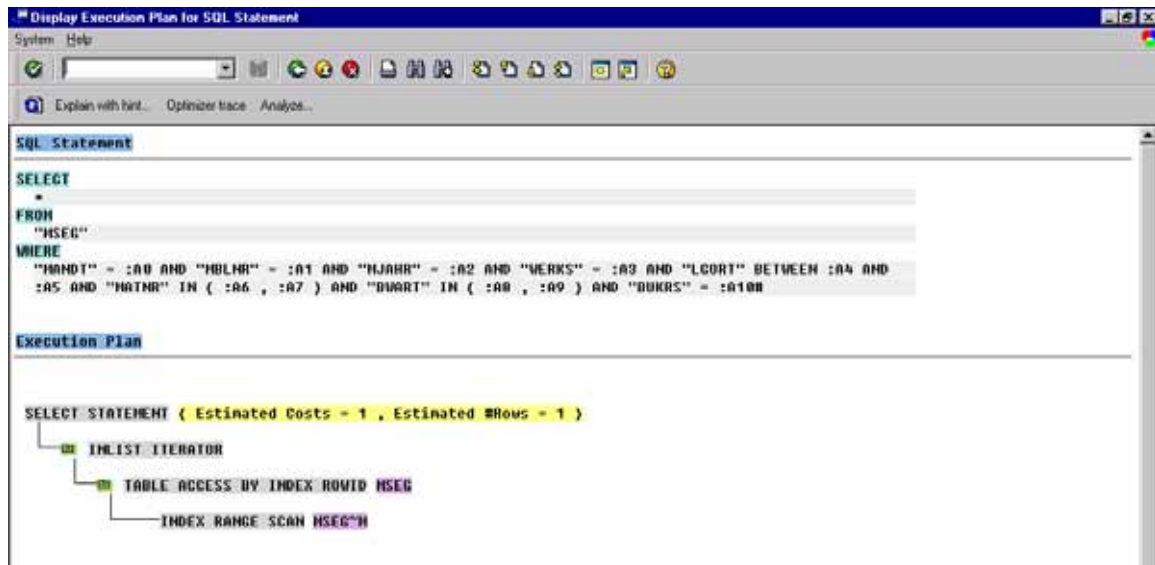 Display Execution Plan for SQL Statement
System Help
Explain with hint... Optimizer trace Analyze...
SQL Statement
SELECT
*
FROM
"MSEG"
WHERE
"MANDT" = :A0 AND "MBLNR" = :A1 AND "MJAHR" = :A2 AND "WERKS" = :A3 AND "LGORT" BETWEEN :A4 AND
:A5 AND "MATNR" IN ( :A6 , :A7 ) AND "BWART" IN ( :A8 , :A9 ) AND "BUKRS" = :A10#
Execution Plan
SELECT STATEMENT ( Estimated Costs = 1 , Estimated #Rows = 1 )
INLIST ITERATOR
TABLE ACCESS BY INDEX ROWID MSEG
INDEX RANGE SCAN MSEG~M